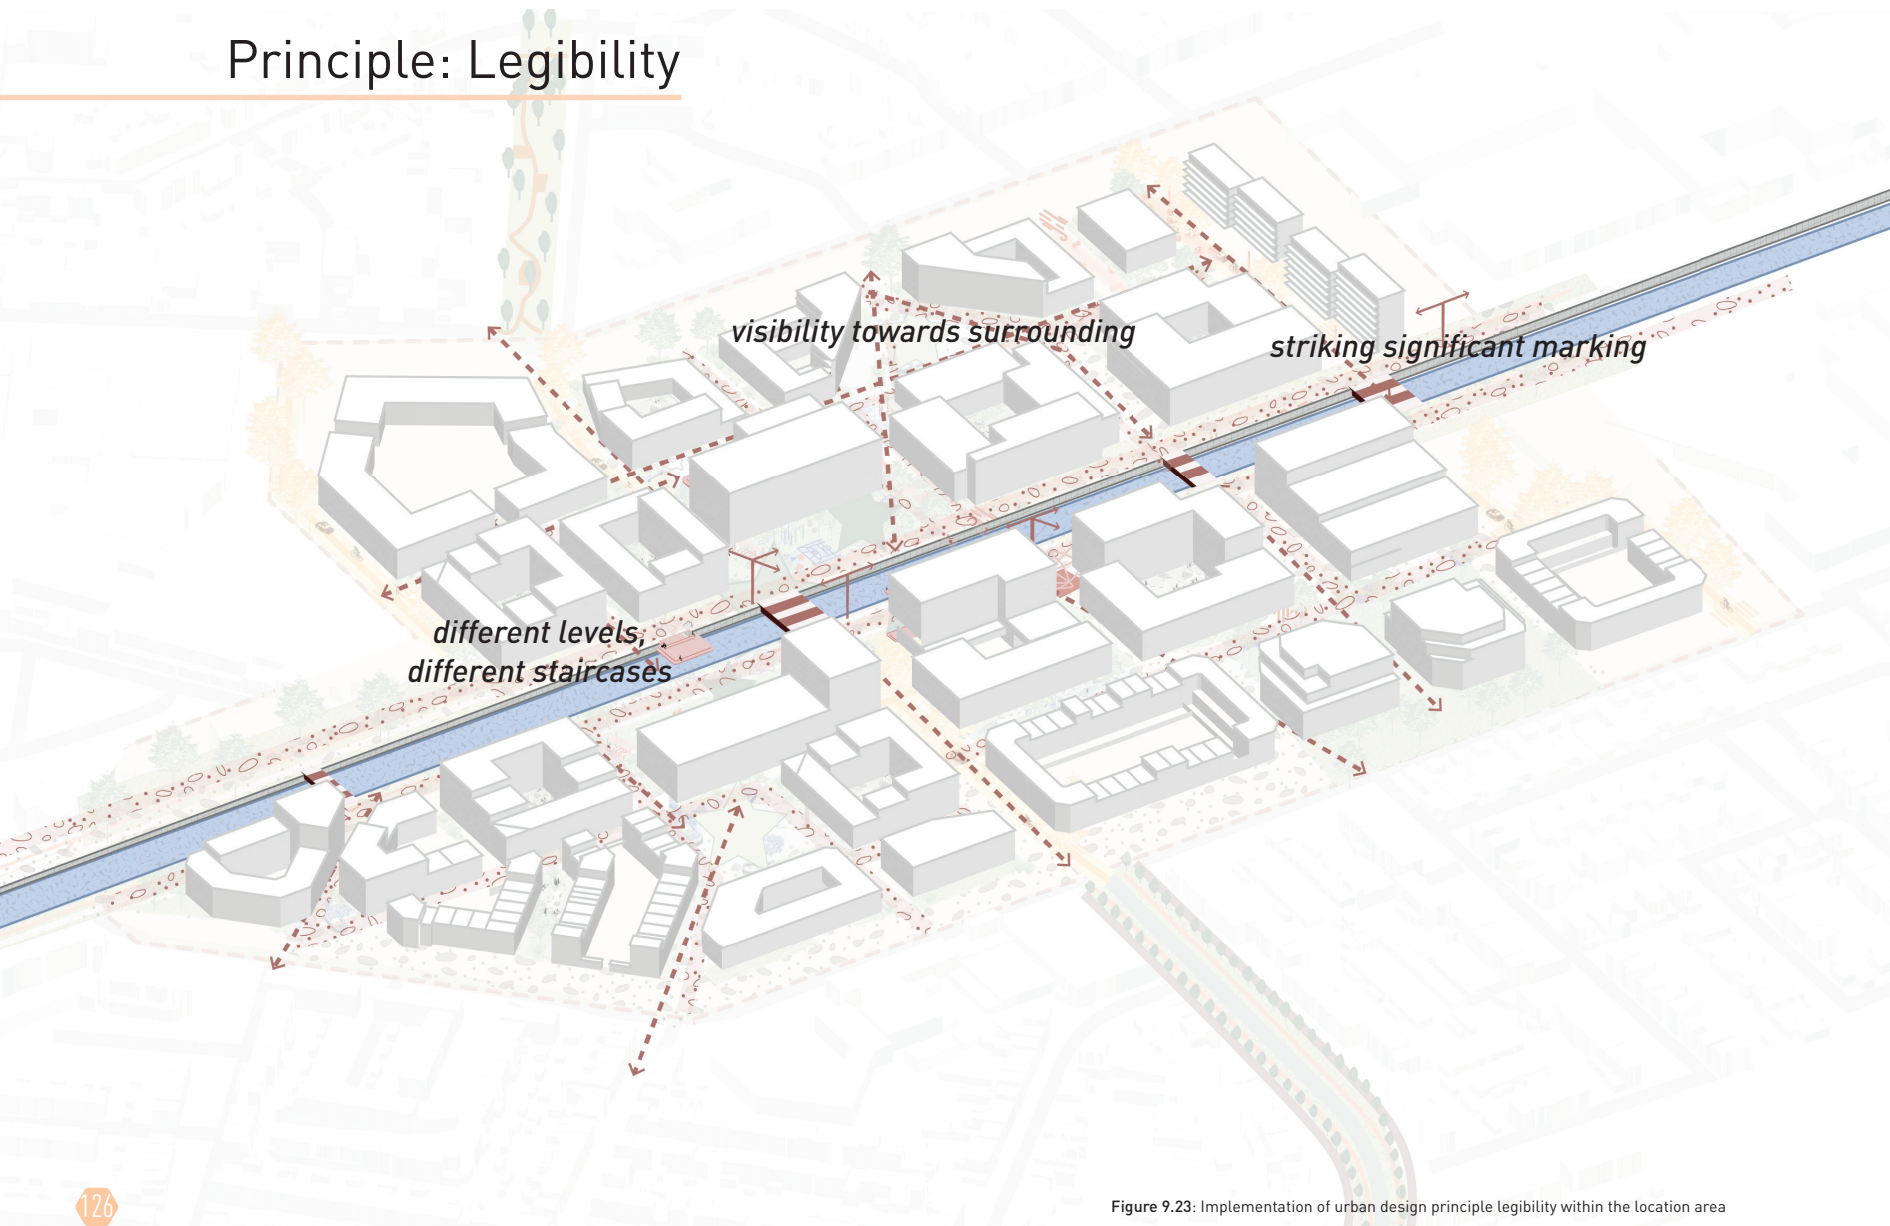 Principle: Legibility
visibility towards surrounding
striking significant marking
different levels,
different staircases
126
Figure 9.23: Implementation of urban design principle legibility within the location area